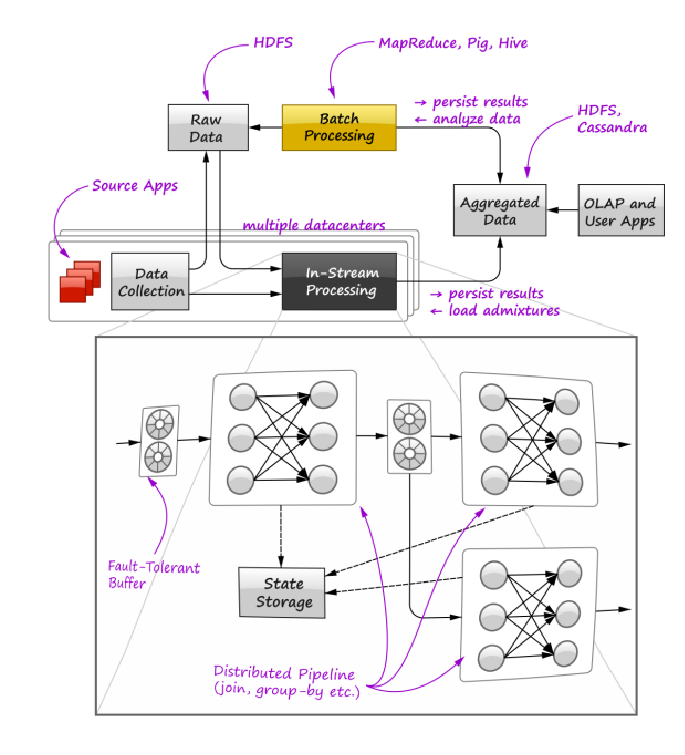 HDFS
MapReduce, Pig, Hive
Raw
Data
Batch
Processing
→ persist results
← analyze data
HDFS,
Cassandra
Source Apps
Aggregated
Data
OLAP and
User Apps
multiple datacenters
Data
Collection
In-Stream
Processing
→ persist results
← load admixtures
Fault-Tolerant
Buffer
State
Storage
Distributed Pipeline
(join, group-by etc.)